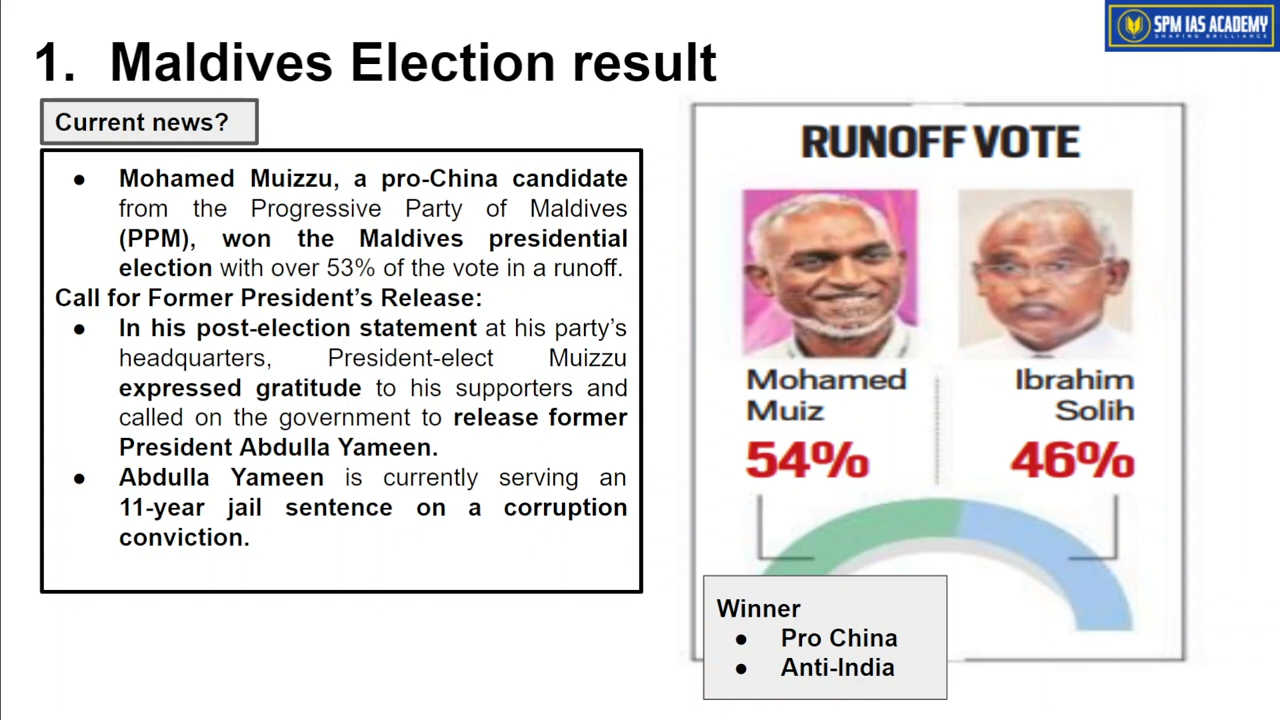 SPM IAS ACADEMY
SHAPING BRILLIANCE
1. Maldives Election result
Current news?
● Mohamed Muizzu, a pro-China candidate
from the Progressive Party of Maldives
(PPM), won the Maldives presidential
election with over 53% of the vote in a runoff.
Call for Former President’s Release:
● In his post-election statement at his party’s
headquarters, President-elect Muizzu
expressed gratitude to his supporters and
called on the government to release former
President Abdulla Yameen.
● Abdulla Yameen is currently serving an
11-year jail sentence on a corruption
conviction.
RUNOFF VOTE
Mohamed
Muiz
54%
Ibrahim
Solih
46%
Winner
● Pro China
● Anti-India